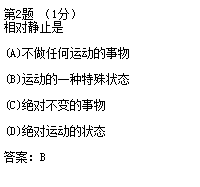 第2题 (1分)
相对静止是
(A)不做任何运动的事物
(B)运动的一种特殊状态
(C)绝对不变的事物
(D)绝对运动的状态
答案：B